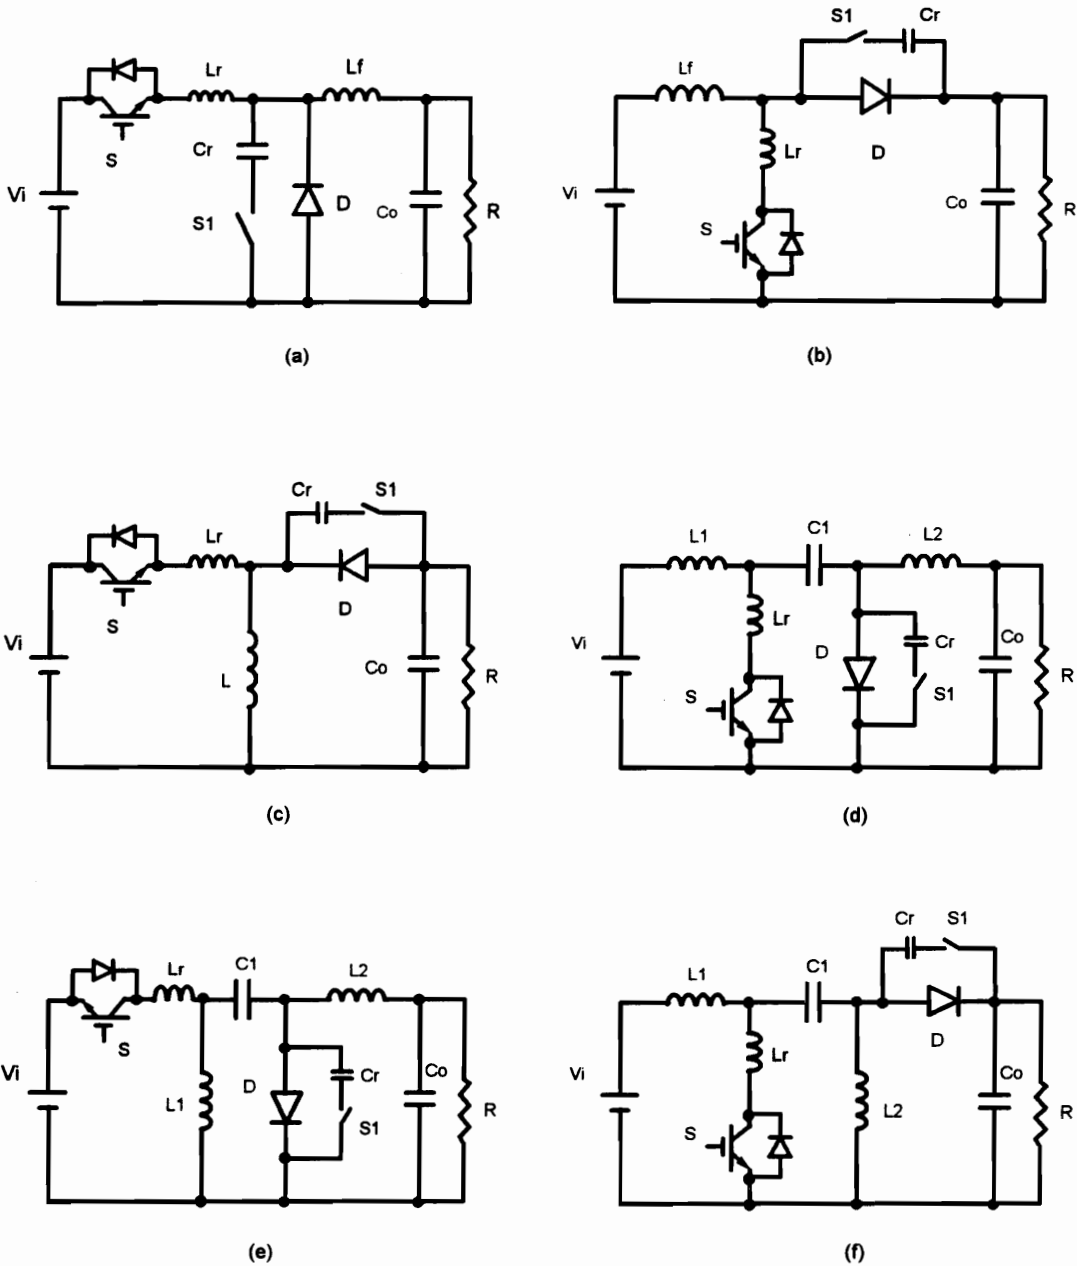 S1 Cr
Lr Lf Lf
Cr Lr D
S
Vi S1 D Co R Vi S Co R
(a) (b)
Cr S1
Lr L1 C1 L2
S D Lr Cr Co
Vi L Co R Vi D S S1 R
(c) (d)
Cr S1
Lr C1 L2 L1 C1
S D
Vi L1 D Cr Co R Vi Lr L2 Co R
S1 S
(e) (f)